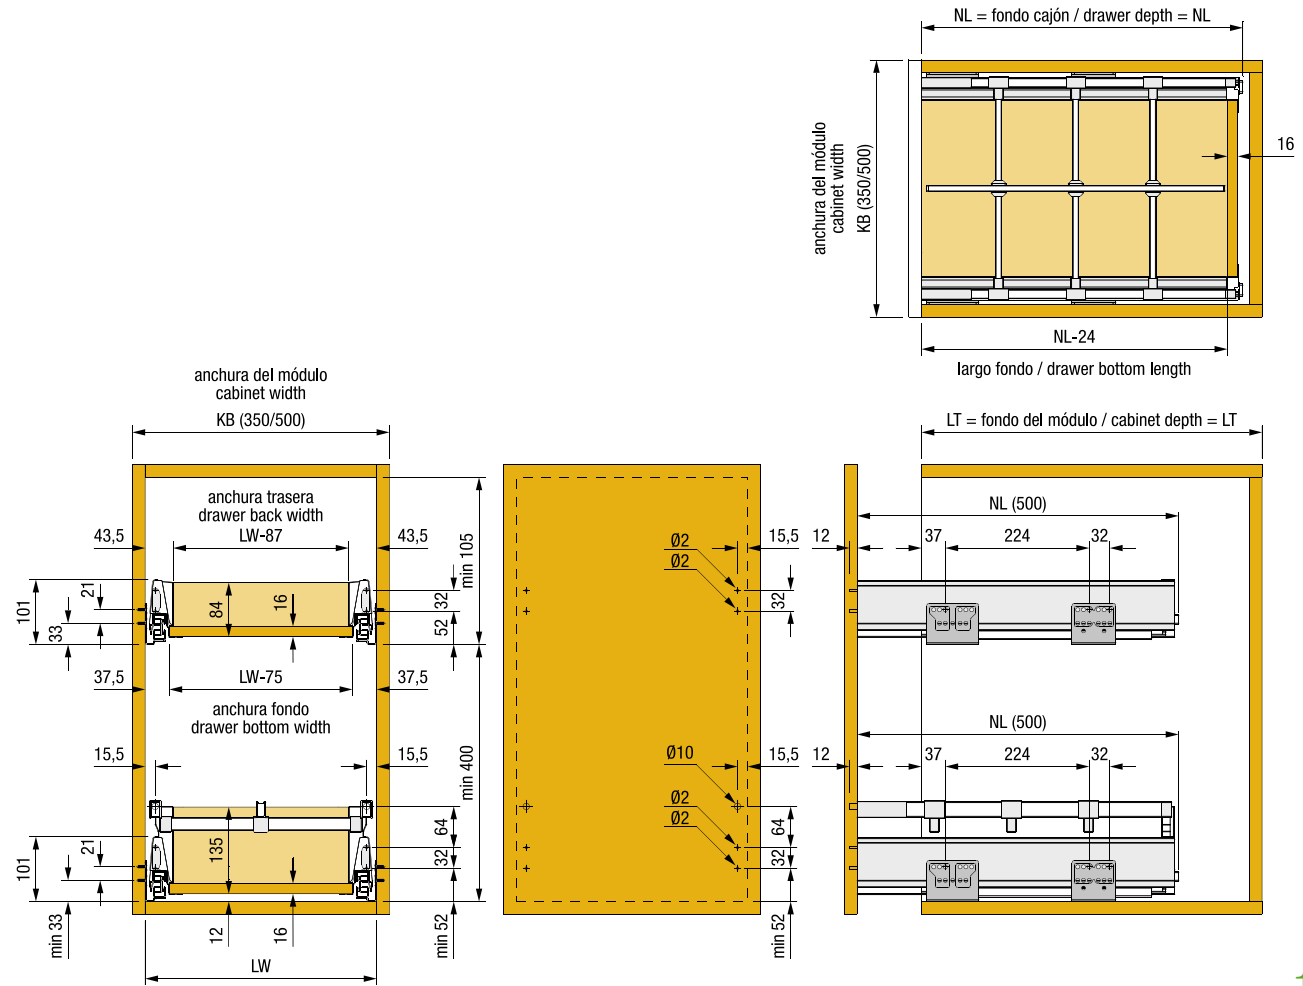 NL = fondo cajón / drawer depth = NL
16
anchura del módulo
cabinet width
KB (350/500)
NL-24
largo fondo / drawer bottom length
anchura del módulo
cabinet width
KB (350/500)
LT = fondo del módulo / cabinet depth = LT
anchura trasera
drawer back width
43,5
LW-87
43,5
min 105
101
21
33
84
16
32
52
37,5
LW-75
37,5
anchura fondo
drawer bottom width
15,5
15,5
min 400
101
21
min 33
135
12
16
64
32
min 52
LW
Ø2
Ø2
15,5
32
Ø10
Ø2
Ø2
15,5
64
32
min 52
NL (500)
12
37
224
32
NL (500)
12
37
224
32